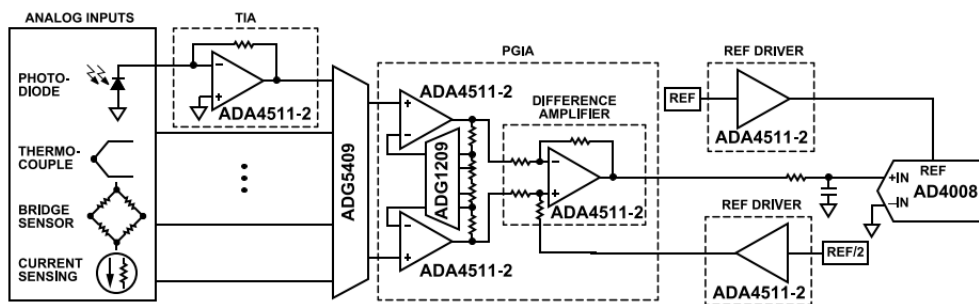 ANALOG INPUTS
PHOTO-
DIODE
THERMO-
COUPLE
BRIDGE
SENSOR
CURRENT
SENSING
TIA
−
+
ADA4511-2
ADG5409
PGIA
+
−
ADA4511-2
ADG1209
−
+
ADA4511-2
DIFFERENCE
AMPLIFIER
−
+
ADA4511-2
REF DRIVER
REF
ADA4511-2
REF DRIVER
REF/2
ADA4511-2
REF
+IN
AD4008
−IN